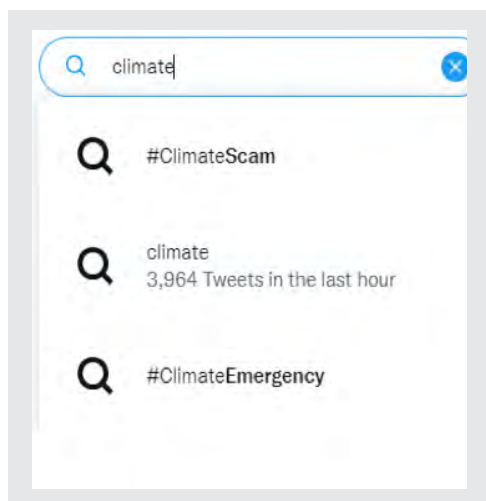 climate
#ClimateScam
climate
3,964 Tweets in the last hour
#ClimateEmergency